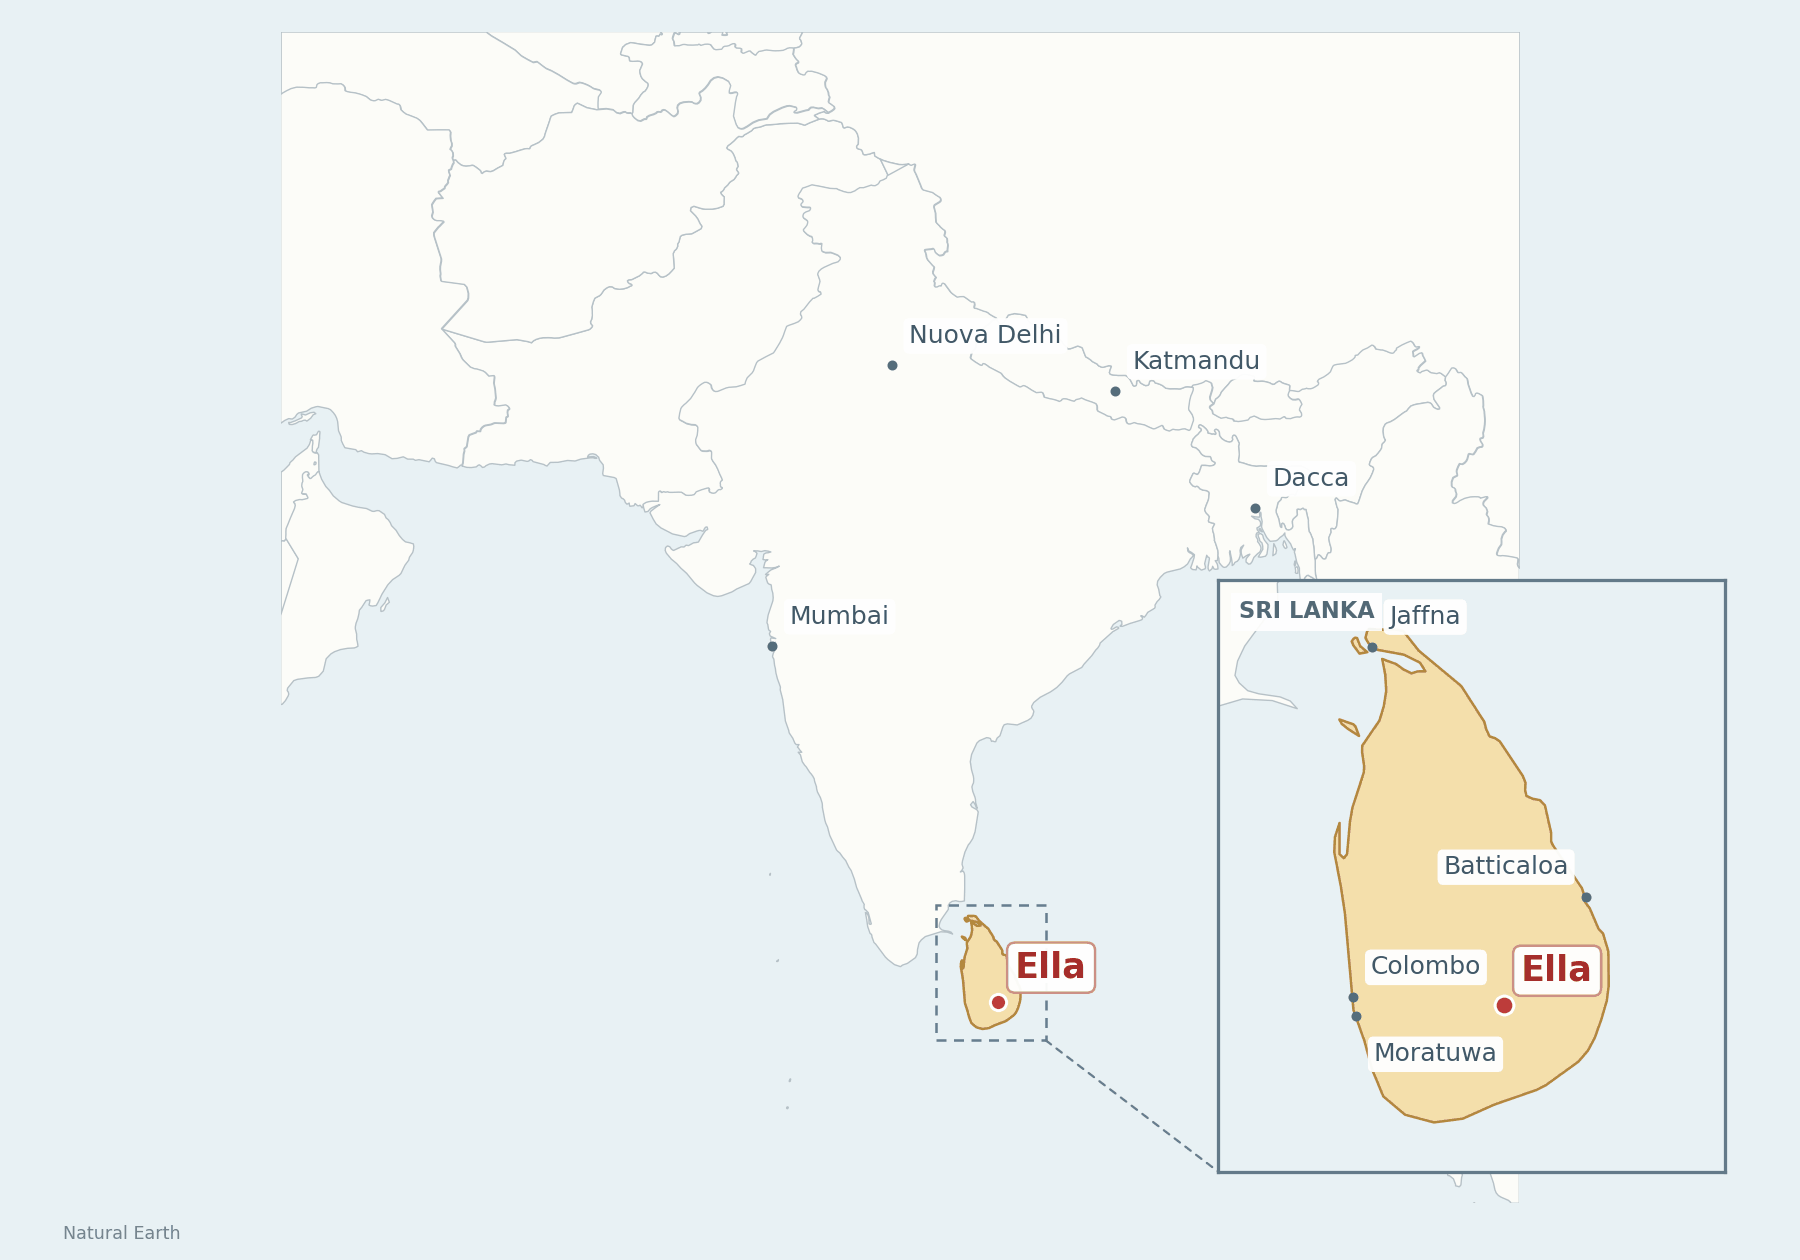 Nuova Delhi
Katmandu
Dacca
Mumbai
Ella
SRI LANKA
Jaffna
Batticaloa
Colombo
Ella
Moratuwa
Natural Earth